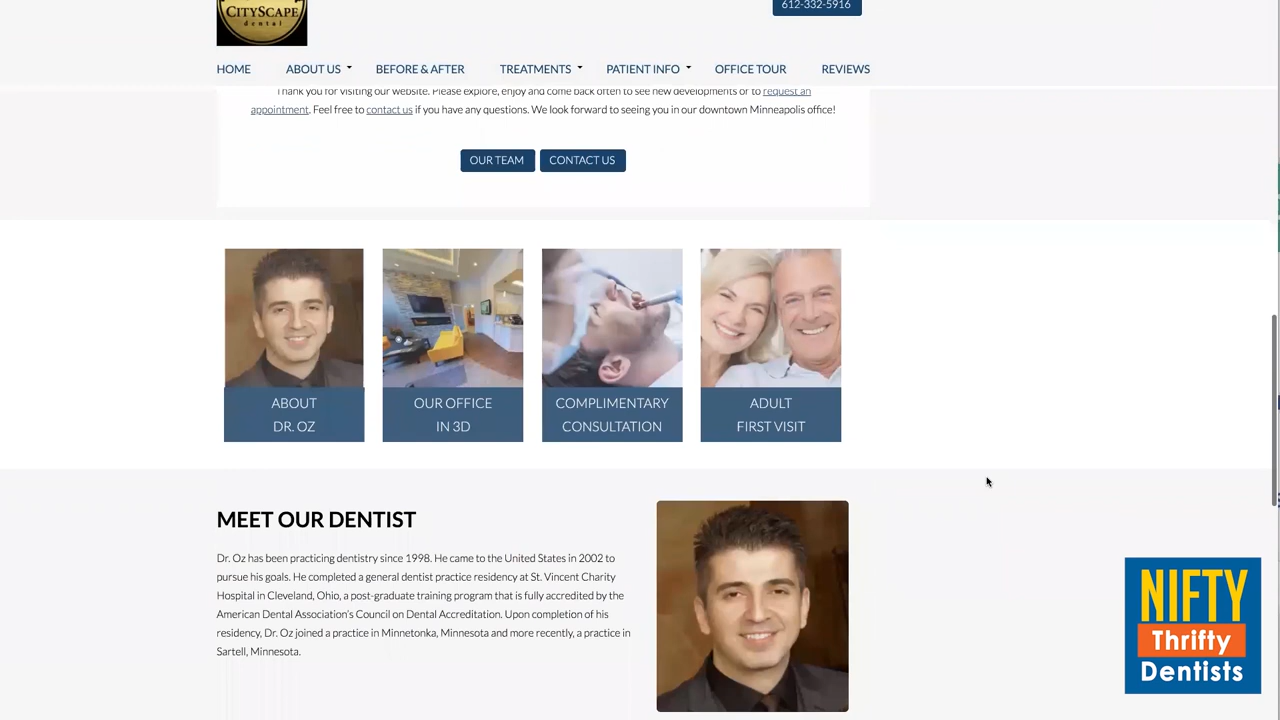 CITYSCAPE
dental
612-332-5916
HOME ABOUT US BEFORE & AFTER TREATMENTS PATIENT INFO OFFICE TOUR REVIEWS
Thank you for visiting our website. Please explore, enjoy and come back often to see new developments or to request an
appointment. Feel free to contact us if you have any questions. We look forward to seeing you in our downtown Minneapolis office!
OUR TEAM CONTACT US
ABOUT
DR. OZ
OUR OFFICE
IN 3D
COMPLIMENTARY
CONSULTATION
ADULT
FIRST VISIT
MEET OUR DENTIST
Dr. Oz has been practicing dentistry since 1998. He came to the United States in 2002 to
pursue his goals. He completed a general dentist practice residency at St. Vincent Charity
Hospital in Cleveland, Ohio, a post-graduate training program that is fully accredited by the
American Dental Association's Council on Dental Accreditation. Upon completion of his
residency, Dr. Oz joined a practice in Minnetonka, Minnesota and more recently, a practice in
Sartell, Minnesota.
NIFTY
Thrifty
Dentists